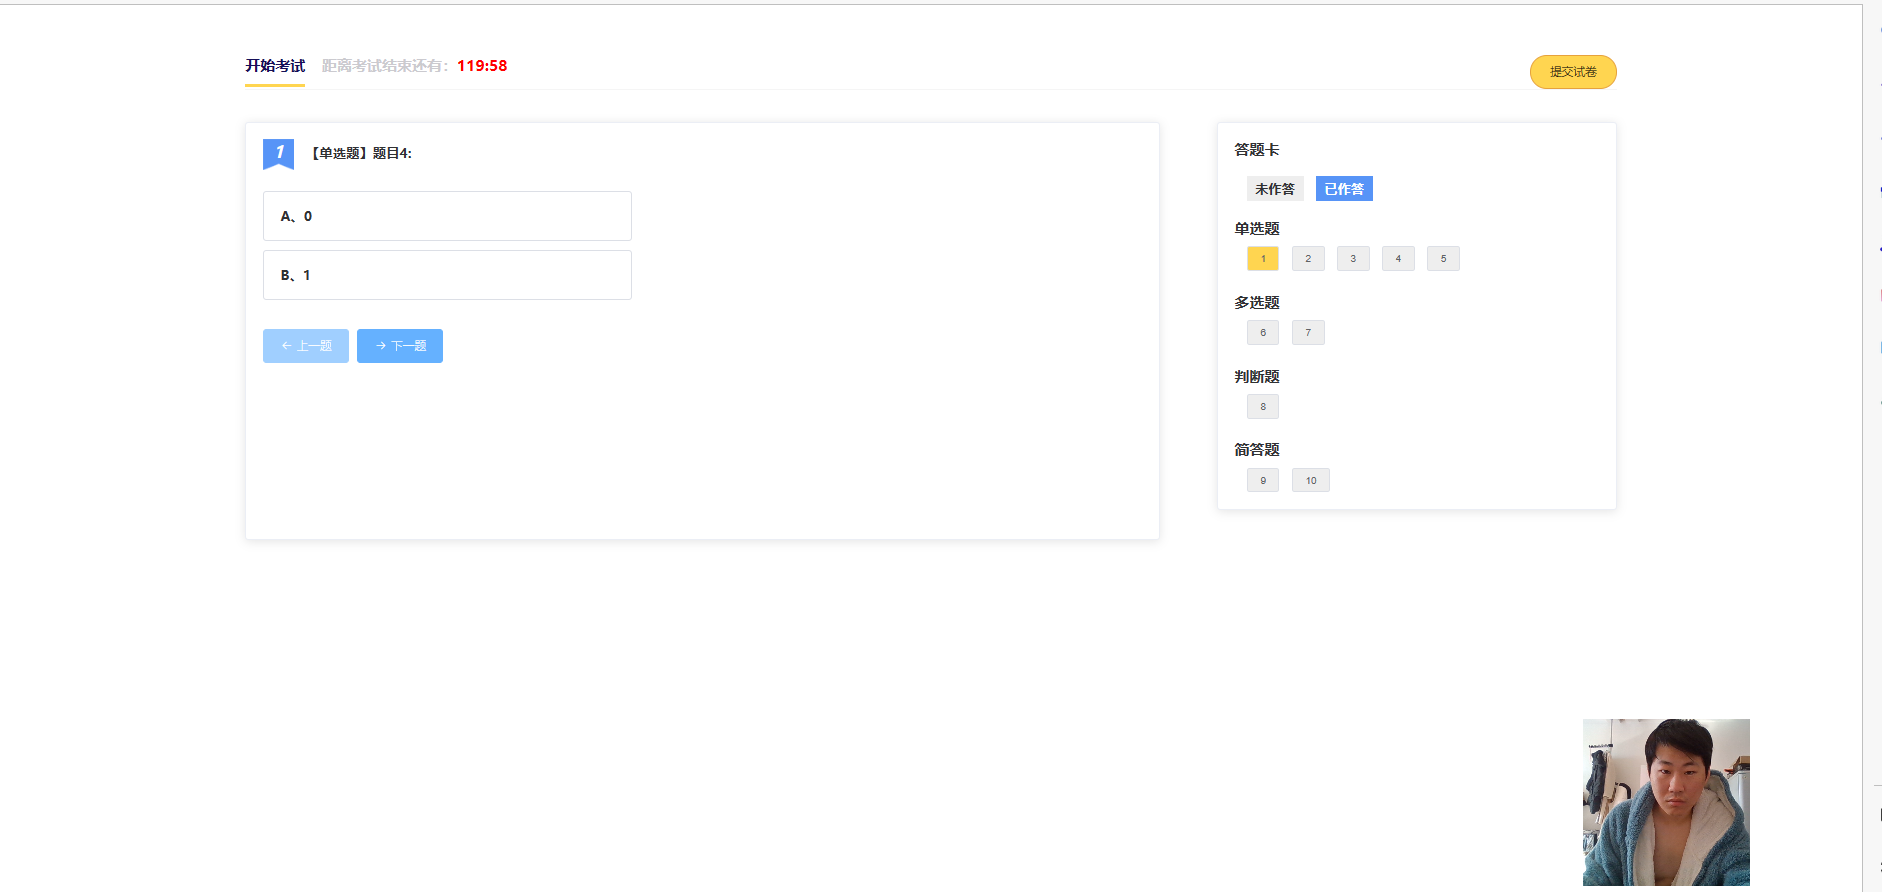 开始考试 距离考试结束还有: 119:58
提交试卷
1 【单选题】题目4:
A、0
B、1
← 上一题 → 下一题
答题卡
未作答 已作答
单选题
1 2 3 4 5
多选题
6 7
判断题
8
简答题
9 10